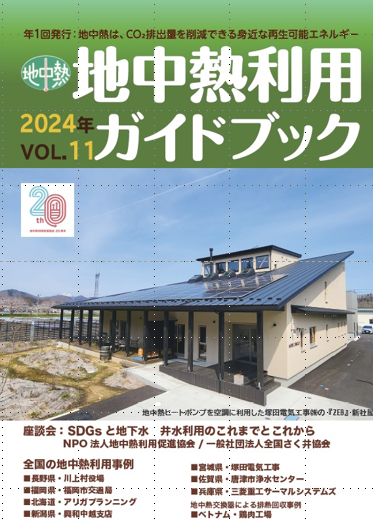 年1回発行：地中熱は、CO₂排出量を削減できる身近な再生可能エネルギー
地中熱
地中熱利用
ガイドブック
2024年
VOL.11
20th
地中熱ヒートポンプを空調に利用した塚田電気工事㈱の・『ZEB』・新社屋
座談会：SDGs と地下水　井水利用のこれまでとこれから
NPO 法人地中熱利用促進協会 / 一般社団法人全国さく井協会
全国の地中熱利用事例
■長野県・川上村役場
■福岡県・福岡市交通局
■北海道・アリガプランニング
■新潟県・興和中越支店
■宮城県・塚田電気工事
■佐賀県・唐津市浄水センター
■兵庫県・三菱重工サーマルシステムズ
地中熱交換器による排熱回収事例
■ベトナム・鶏肉工場